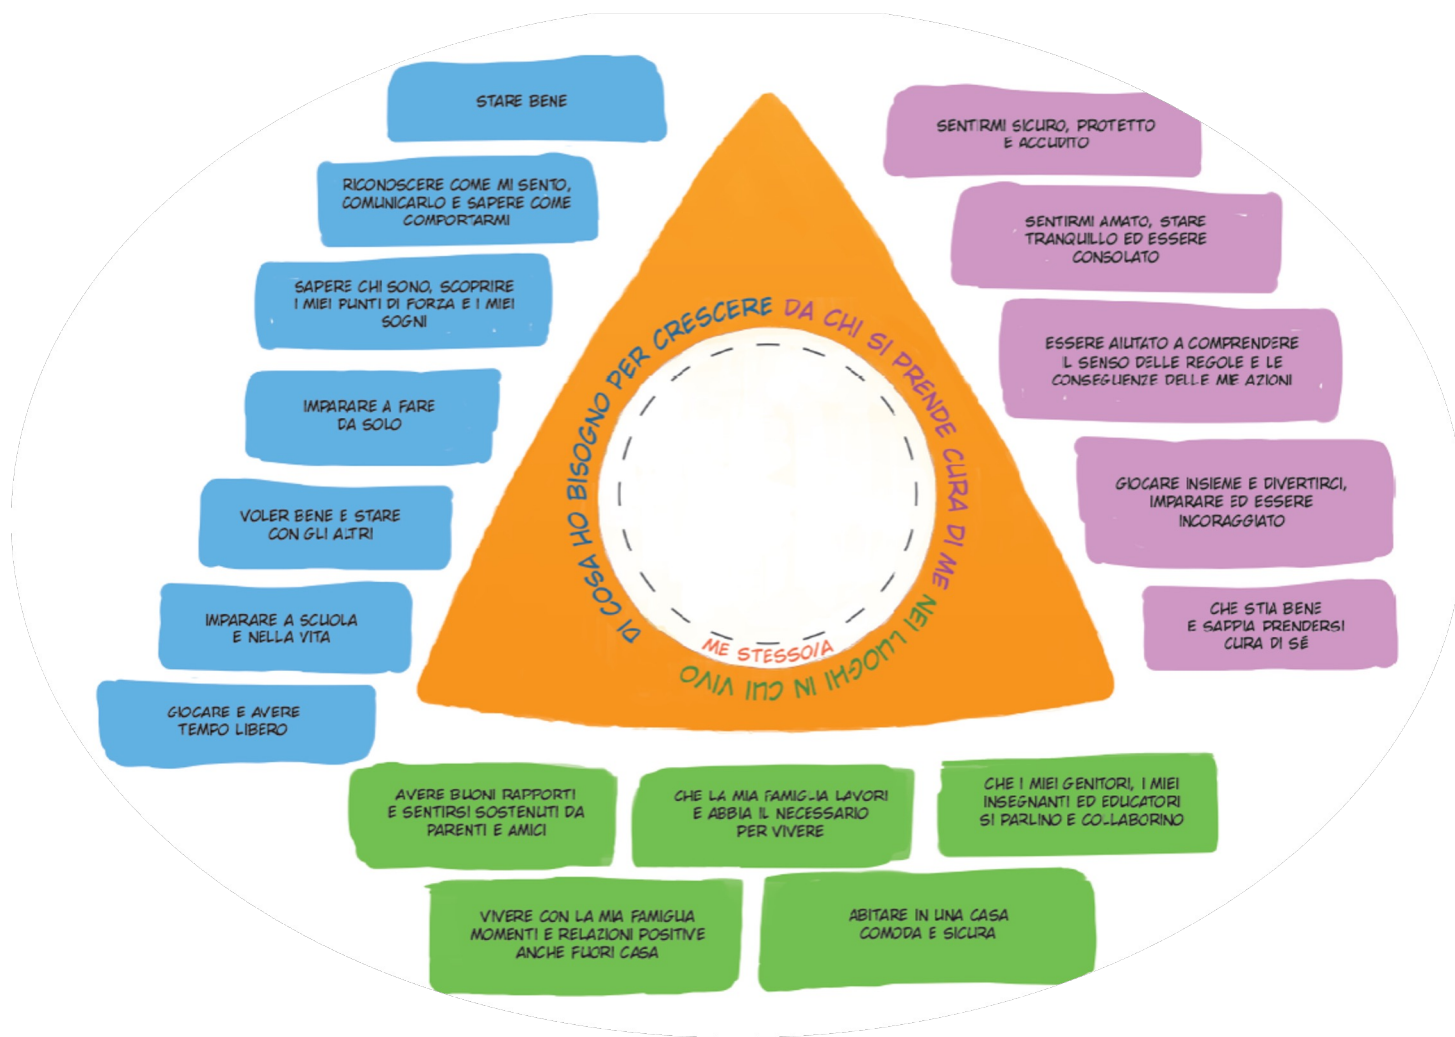 STARE BENE
RICONOSCERE COME MI SENTO,
COMUNICARLO E SAPERE COME
COMPORTARMI
SAPERE CHI SONO, SCOPRIRE
I MIEI PUNTI DI FORZA E I MIEI
SOGNI
IMPARARE A FARE
DA SOLO
VOLER BENE E STARE
CON GLI ALTRI
IMPARARE A SCUOLA
E NELLA VITA
GIOCARE E AVERE
TEMPO LIBERO
DI COSA HO BISOGNO PER CRESCERE
DA CHI SI PRENDE CURA DI ME
NEI LUOGHI IN CUI VIVO
ME STESSO/A
SENTIRMI SICURO, PROTETTO
E ACCUDITO
SENTIRMI AMATO, STARE
TRANQUILLO ED ESSERE
CONSOLATO
ESSERE AIUTATO A COMPRENDERE
IL SENSO DELLE REGOLE E LE
CONSEGUENZE DELLE MIE AZIONI
GIOCARE INSIEME E DIVERTIRCI,
IMPARARE ED ESSERE
INCORAGGIATO
CHE STIA BENE
E SAPPIA PRENDERSI
CURA DI SÉ
AVERE BUONI RAPPORTI
E SENTIRSI SOSTENUTI DA
PARENTI E AMICI
CHE LA MIA FAMIGLIA LAVORI
E ABBIA IL NECESSARIO
PER VIVERE
CHE I MIEI GENITORI, I MIEI
INSEGNANTI ED EDUCATORI
SI PARLINO E COLLABORINO
VIVERE CON LA MIA FAMIGLIA
MOMENTI E RELAZIONI POSITIVE
ANCHE FUORI CASA
ABITARE IN UNA CASA
COMODA E SICURA